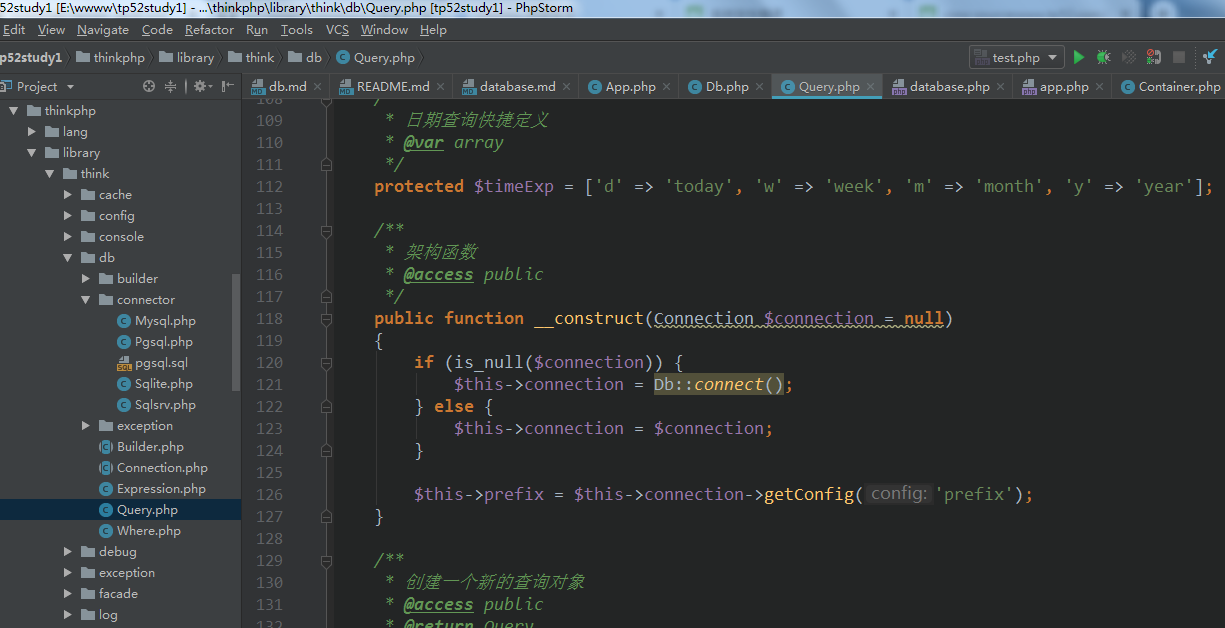 52study1 [E:\wwww\tp52study1] - ...\thinkphp\library\think\db\Query.php [tp52study1] - PhpStorm
Edit View Navigate Code Refactor Run Tools VCS Window Help
p52study1 thinkphp library think db Query.php test.php
Project db.md README.md database.md App.php Db.php Query.php database.php app.php Container.php
thinkphp
lang
library
think
cache
config
console
db
builder
connector
Mysql.php
Pgsql.php
pgsql.sql
Sqlite.php
Sqlsrv.php
exception
Builder.php
Connection.php
Expression.php
Query.php
Where.php
debug
exception
facade
log
108 /**
109 * 日期查询快捷定义
110 * @var array
111 */
112 protected $timeExp = ['d' => 'today', 'w' => 'week', 'm' => 'month', 'y' => 'year'];
113
114 /**
115 * 架构函数
116 * @access public
117 */
118 public function __construct(Connection $connection = null)
119 {
120 if (is_null($connection)) {
121 $this->connection = Db::connect();
122 } else {
123 $this->connection = $connection;
124 }
125
126 $this->prefix = $this->connection->getConfig( config: 'prefix');
127 }
128
129 /**
130 * 创建一个新的查询对象
131 * @access public
132 * @return Query